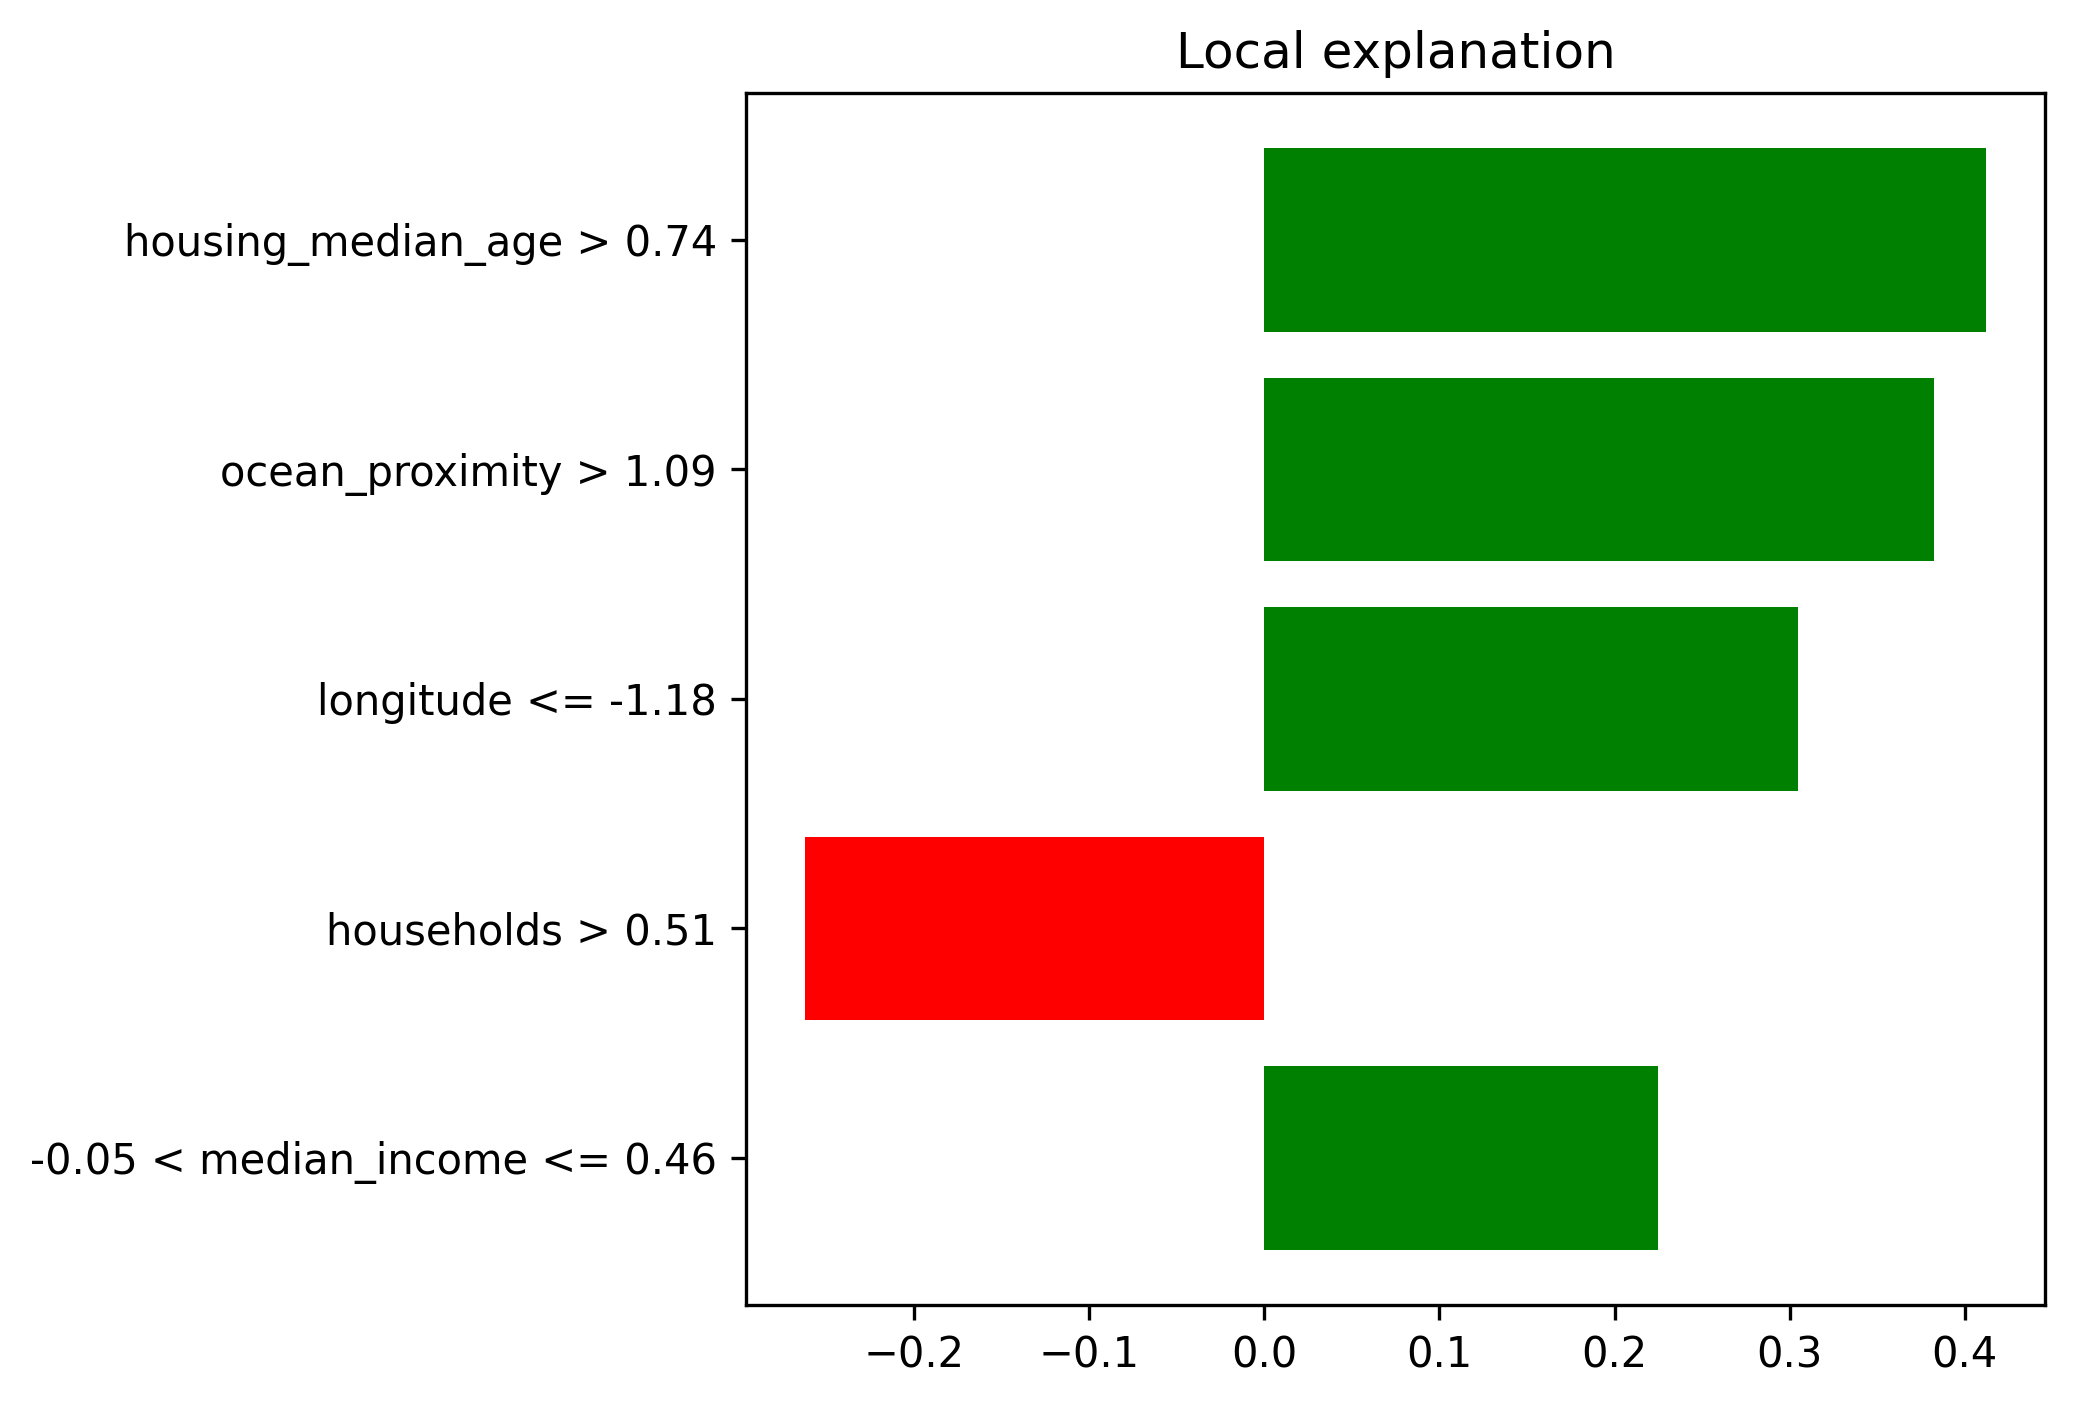 Local explanation
housing_median_age > 0.74
ocean_proximity > 1.09
longitude <= -1.18
households > 0.51
-0.05 < median_income <= 0.46
−0.2 −0.1 0.0 0.1 0.2 0.3 0.4